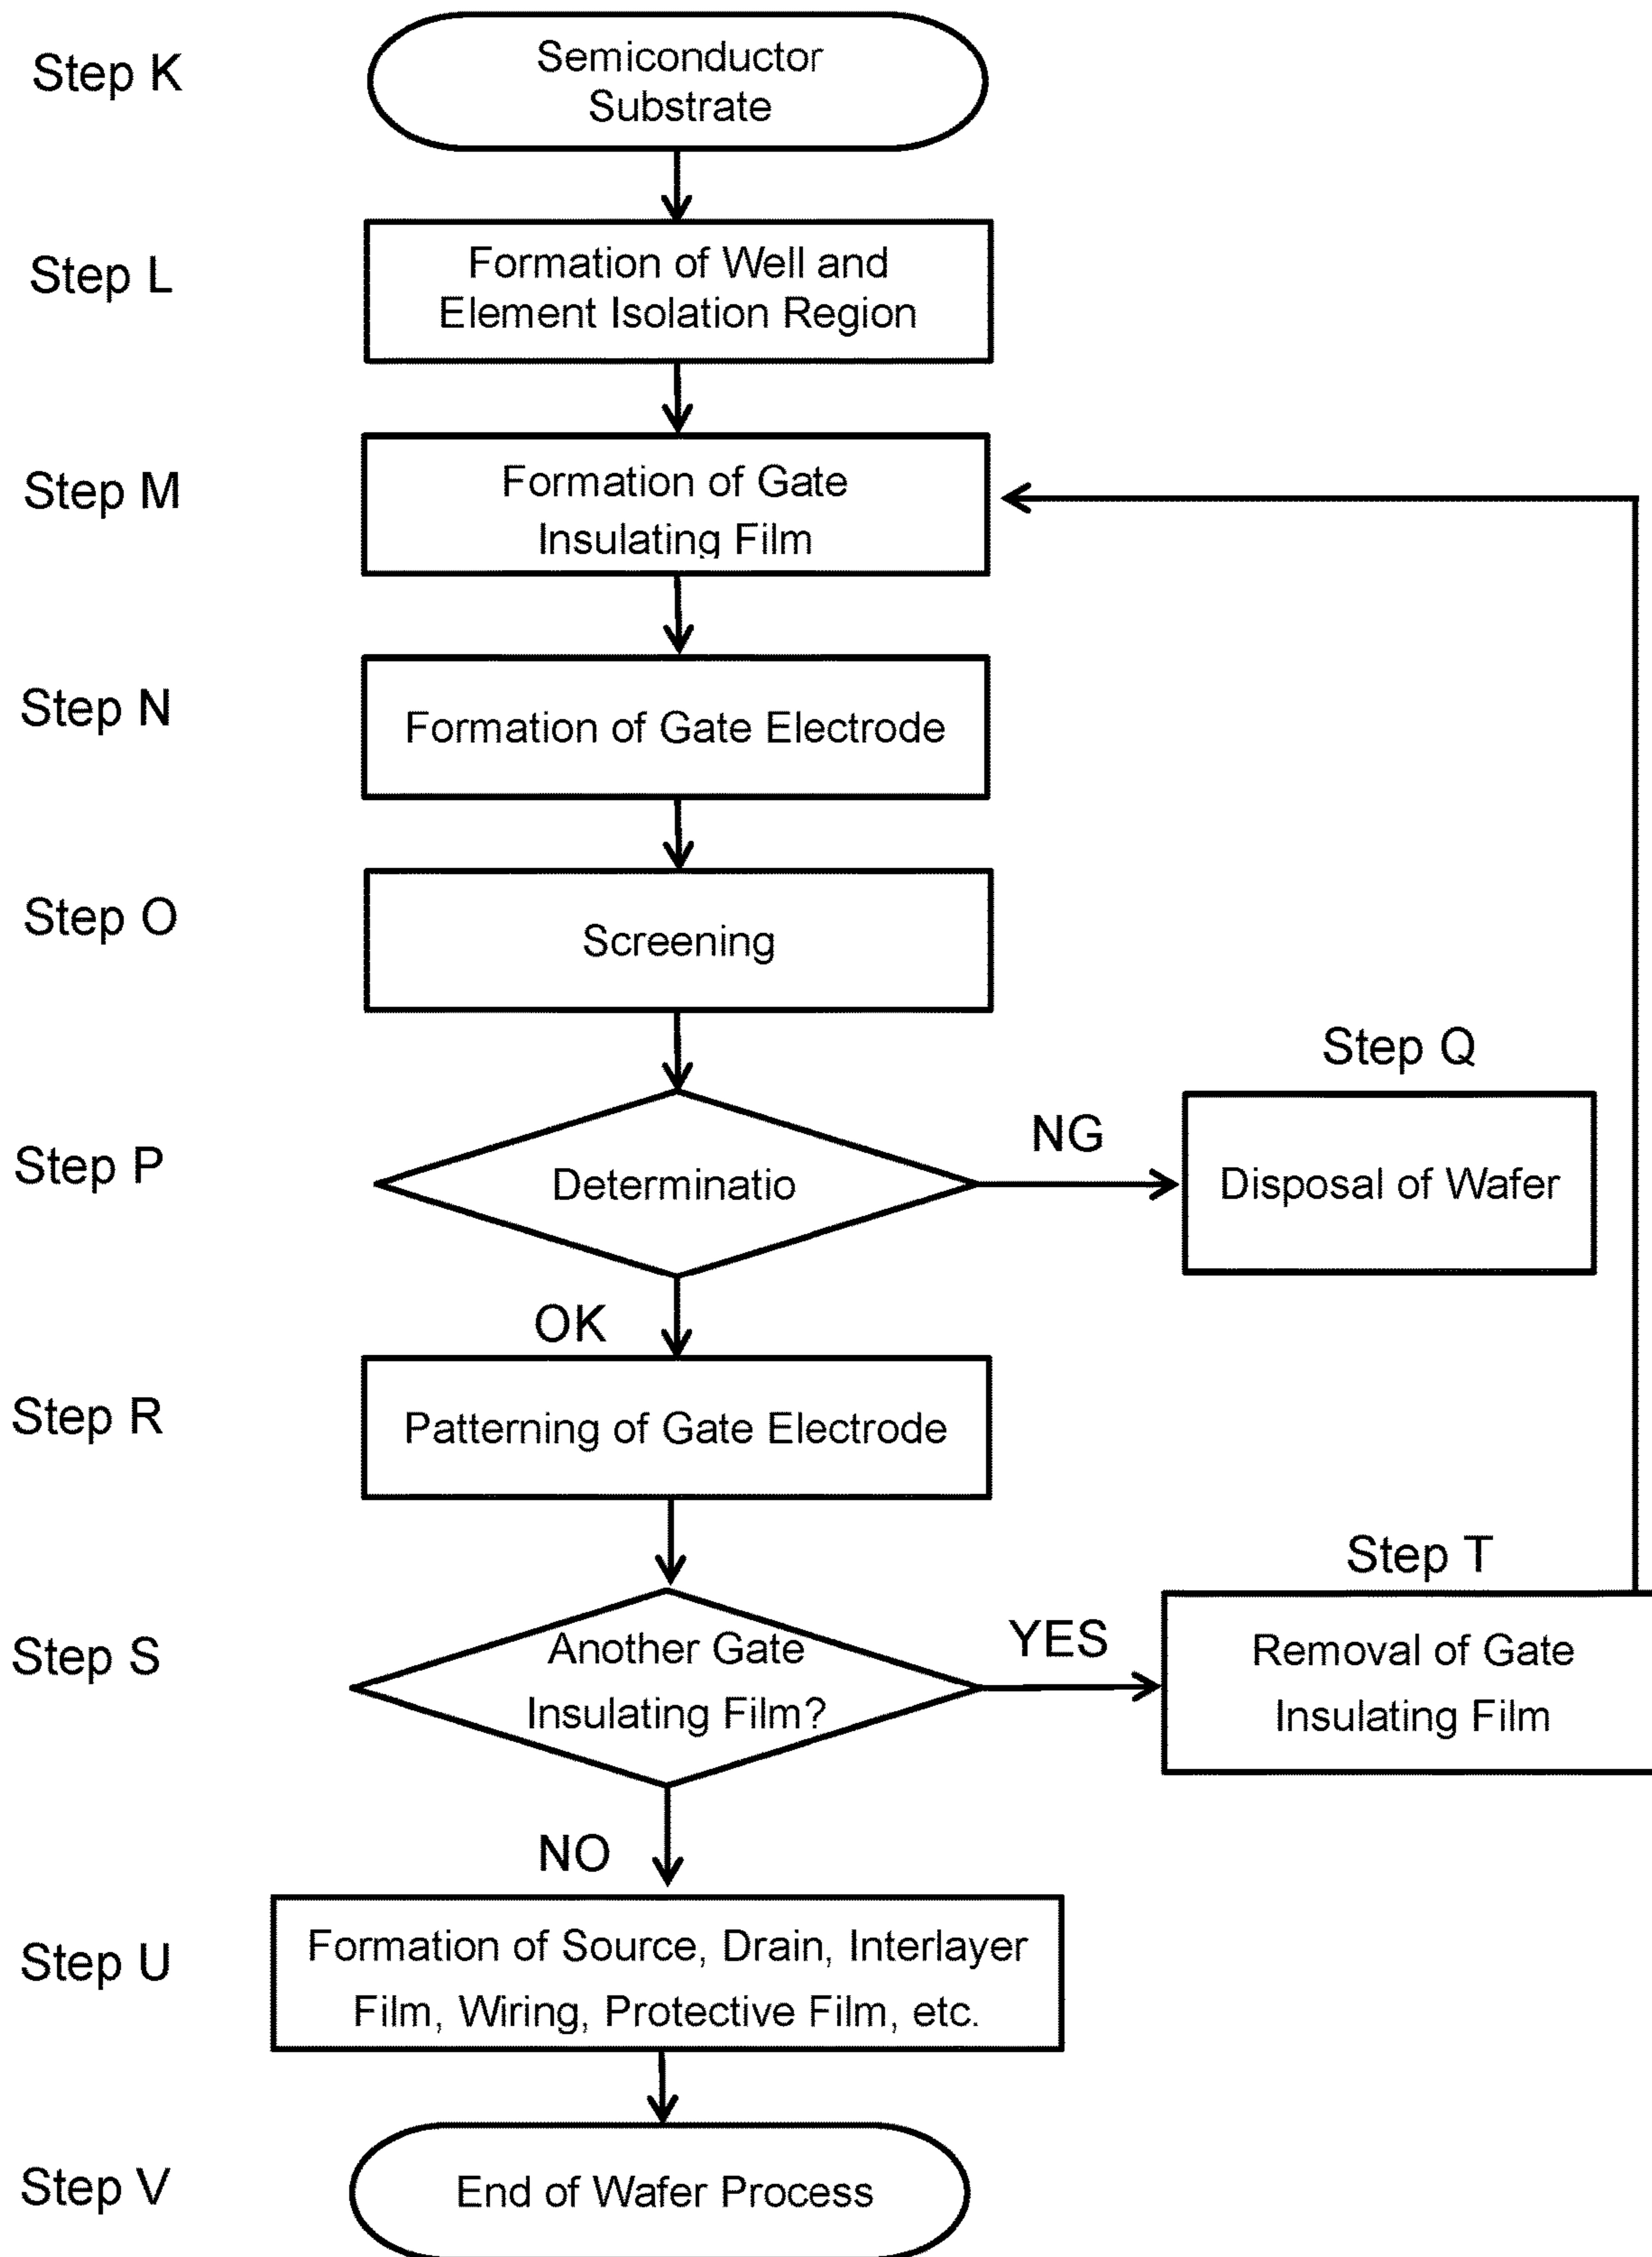 Step K
Semiconductor
Substrate
Step L
Formation of Well and
Element Isolation Region
Step M
Formation of Gate
Insulating Film
Step N
Formation of Gate Electrode
Step O
Screening
Step Q
Step P
Determinatio
NG
Disposal of Wafer
OK
Step R
Patterning of Gate Electrode
Step T
Step S
Another Gate
Insulating Film?
YES
Removal of Gate
Insulating Film
NO
Step U
Formation of Source, Drain, Interlayer
Film, Wiring, Protective Film, etc.
Step V
End of Wafer Process